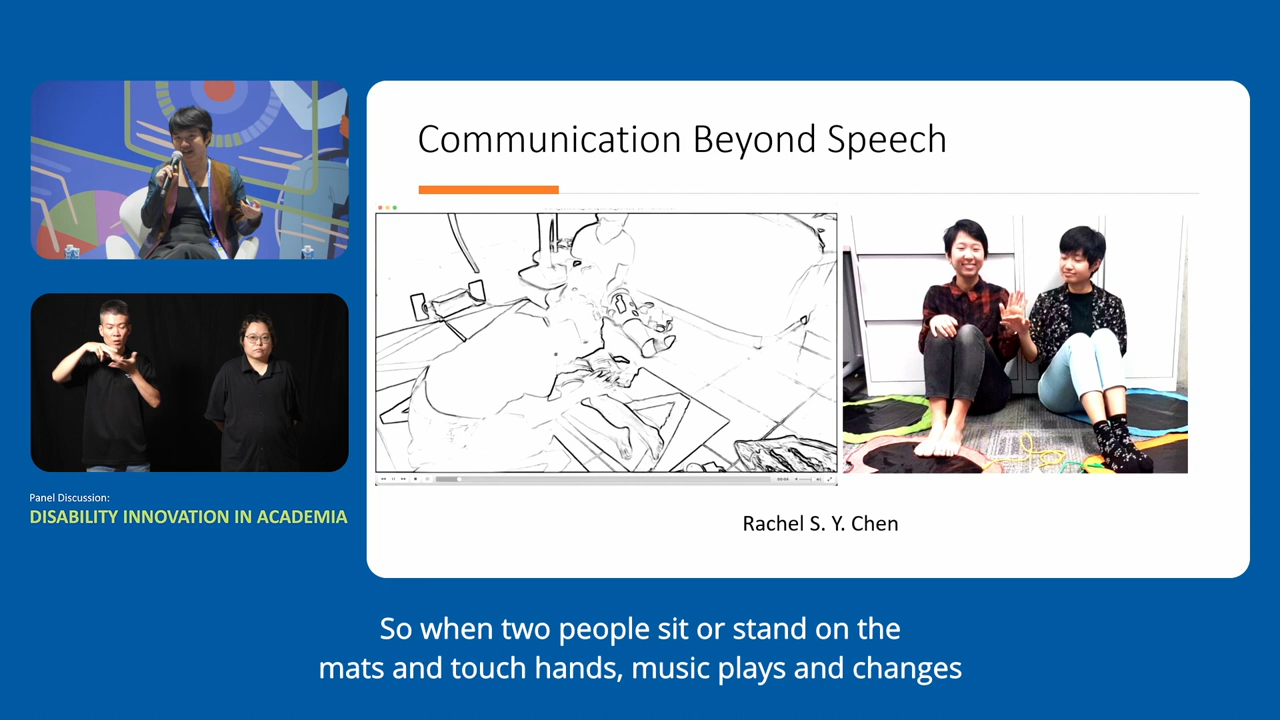 Communication Beyond Speech
Rachel S. Y. Chen
Panel Discussion:
DISABILITY INNOVATION IN ACADEMIA
So when two people sit or stand on the
mats and touch hands, music plays and changes